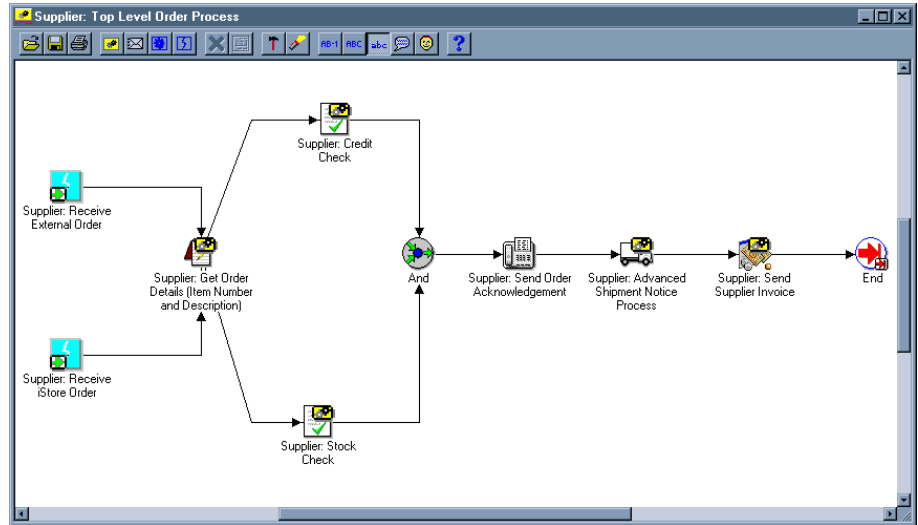 Supplier: Top Level Order Process
AB-1 ABC abc ?
Supplier: Credit
Check
Supplier: Receive
External Order
Supplier: Get Order
Details (Item Number
and Description)
And
Supplier: Send Order
Acknowledgement
Supplier: Advanced
Shipment Notice
Process
Supplier: Send
Supplier Invoice
End
Supplier: Receive
iStore Order
Supplier: Stock
Check